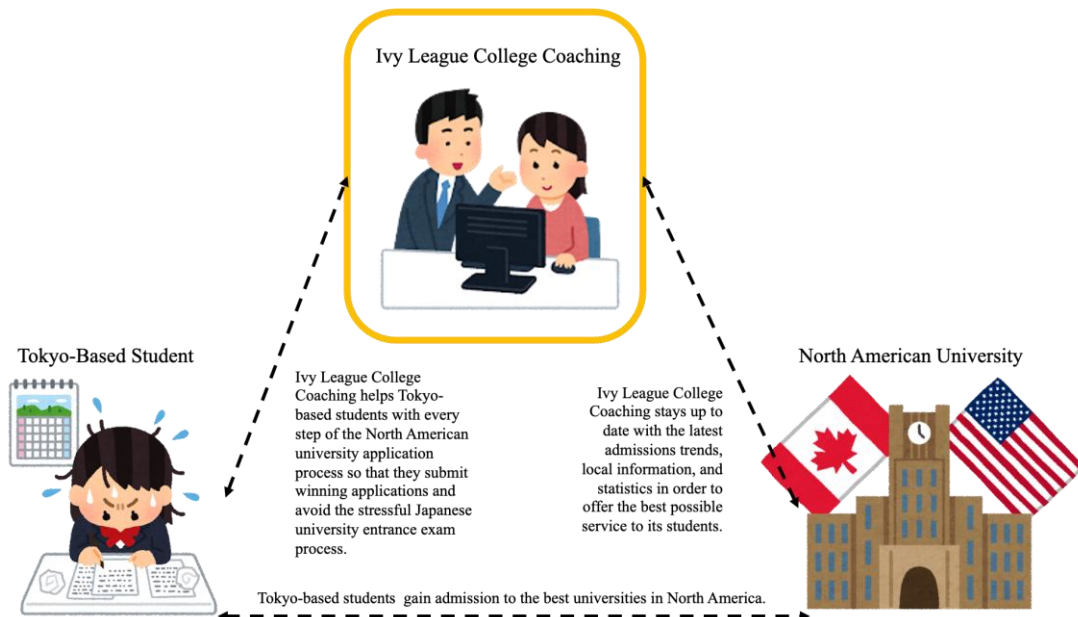 Ivy League College Coaching
Tokyo-Based Student
North American University
Ivy League College
Coaching helps Tokyo-
based students with every
step of the North American
university application
process so that they submit
winning applications and
avoid the stressful Japanese
university entrance exam
process.
Ivy League College
Coaching stays up to
date with the latest
admissions trends,
local information, and
statistics in order to
offer the best possible
service to its students.
Tokyo-based students  gain admission to the best universities in North America.